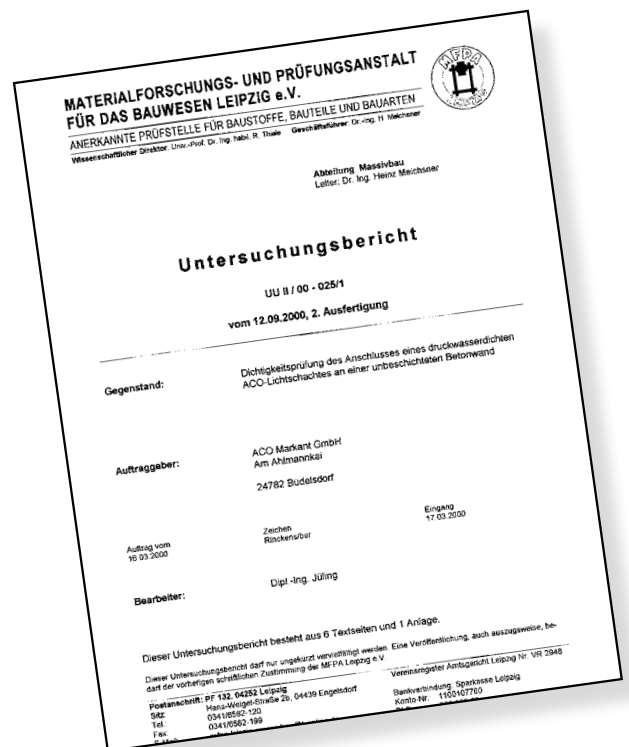 MATERIALFORSCHUNGS- UND PRÜFUNGSANSTALT
FÜR DAS BAUWESEN LEIPZIG e.V.
MFPA
LEIPZIG
ANERKANNTE PRÜFSTELLE FÜR BAUSTOFFE, BAUTEILE UND BAUARTEN
Wissenschaftlicher Direktor: Univ.-Prof. Dr. Ing. habil. R. Thiele Geschäftsführer: Dr.-Ing. H. Meichsner
Abteilung Massivbau
Leiter: Dr. Ing. Heinz Meichsner
Untersuchungsbericht
UU II / 00 - 025/1
vom 12.09.2000, 2. Ausfertigung
Gegenstand: Dichtigkeitsprüfung des Anschlusses eines druckwasserdichten
ACO-Lichtschachtes an einer unbeschichteten Betonwand
Auftraggeber: ACO Markant GmbH
Am Ahlmannkai
24782 Büdelsdorf
Auftrag vom Zeichen Eingang
16 03.2000 Rinckens/bar 17 03.2000
Bearbeiter: Dipl -Ing. Jüling
Dieser Untersuchungsbericht besteht aus 6 Textseiten und 1 Anlage.
Dieser Untersuchungsbericht darf nur ungekürzt vervielfältigt werden. Eine Veröffentlichung, auch auszugsweise, be-
darf der vorherigen schriftlichen Zustimmung der MFPA Leipzig e.V.
Postanschrift: PF 132, 04252 Leipzig Vereinsregister Amtsgericht Leipzig Nr. VR 2948
Sitz Hans-Weigel-Straße 2b, 04439 Engelsdorf Bankverbindung Sparkasse Leipzig
Tel. 0341/6582-120 Konto-Nr. 1100107780
Fax 0341/6582-199